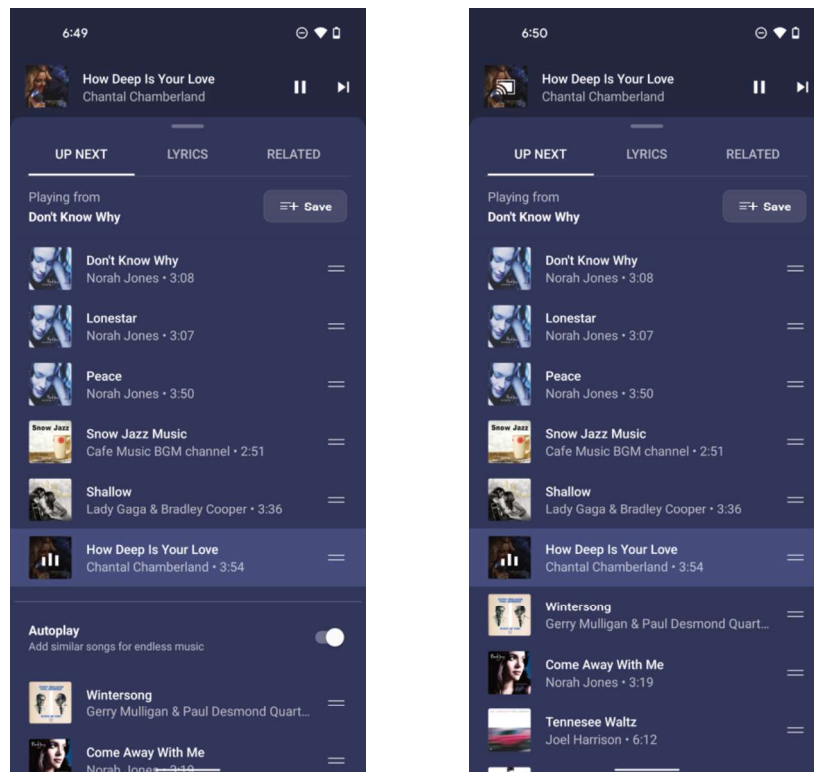 6:49
How Deep Is Your Love
Chantal Chamberland
UP NEXT LYRICS RELATED
Playing from
Don't Know Why
Save
Don't Know Why
Norah Jones • 3:08
Lonestar
Norah Jones • 3:07
Peace
Norah Jones • 3:50
Snow Jazz
Snow Jazz Music
Cafe Music BGM channel • 2:51
Shallow
Lady Gaga & Bradley Cooper • 3:36
How Deep Is Your Love
Chantal Chamberland • 3:54
Autoplay
Add similar songs for endless music
Wintersong
Gerry Mulligan & Paul Desmond Quart...
Come Away With Me
Norah Jones • 3:19
6:50
How Deep Is Your Love
Chantal Chamberland
UP NEXT LYRICS RELATED
Playing from
Don't Know Why
Save
Don't Know Why
Norah Jones • 3:08
Lonestar
Norah Jones • 3:07
Peace
Norah Jones • 3:50
Snow Jazz
Snow Jazz Music
Cafe Music BGM channel • 2:51
Shallow
Lady Gaga & Bradley Cooper • 3:36
How Deep Is Your Love
Chantal Chamberland • 3:54
Wintersong
Gerry Mulligan & Paul Desmond Quart...
Come Away With Me
Norah Jones • 3:19
Tennesee Waltz
Joel Harrison • 6:12